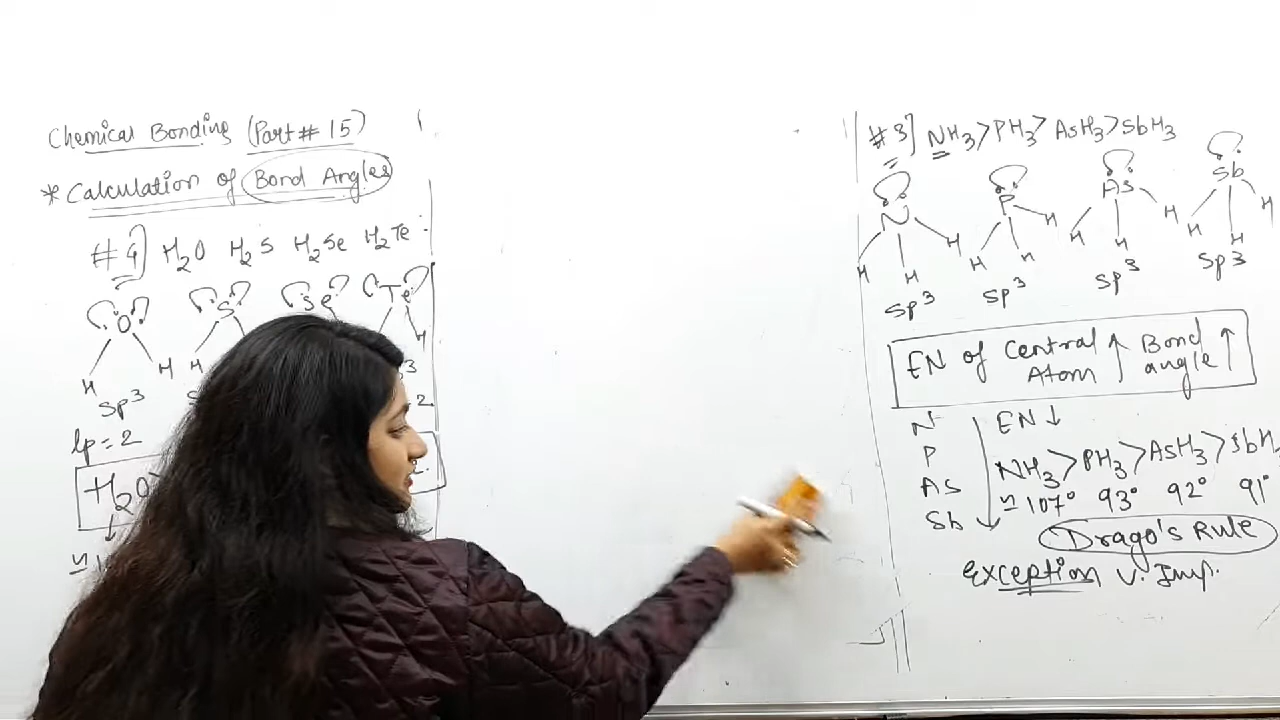 Chemical Bonding (Part # 15)
* Calculation of Bond Angles
# 4] H2O H2S H2Se H2Te
O S Se Te
H H H H
sp3
lp = 2 2
H2O
# 3] NH3 > PH3 > AsH3 > SbH3
N P As Sb
H H H H H H H H H H H H
sp3 sp3 sp3 sp3
EN of Central Atom ↑ Bond angle ↑
N EN ↓
P
As
Sb
NH3 > PH3 > AsH3 > SbH
≈ 107° 93° 92° 91°
Drago's Rule
Exception V. Imp.